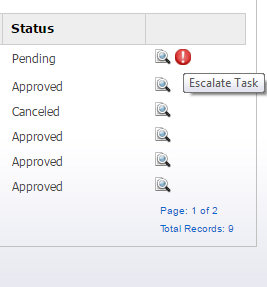 Status
Pending
Escalate Task
Approved
Canceled
Approved
Approved
Approved
Page: 1 of 2
Total Records: 9